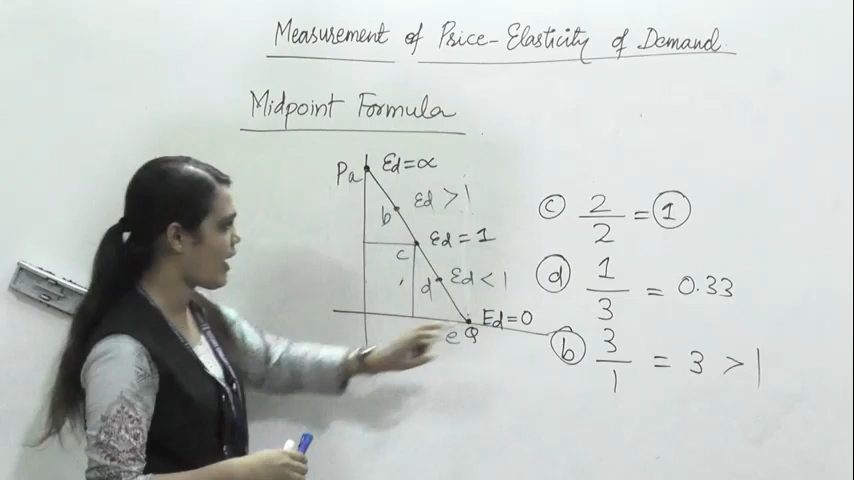 Measurement of Price-Elasticity of Demand.
Midpoint Formula
Pa Ed=∝
b Ed >1
c Ed = 1
d Ed < 1
e Q Ed=0
c 2/2 = 1
d 1/3 = 0.33
b 3/1 = 3 > 1